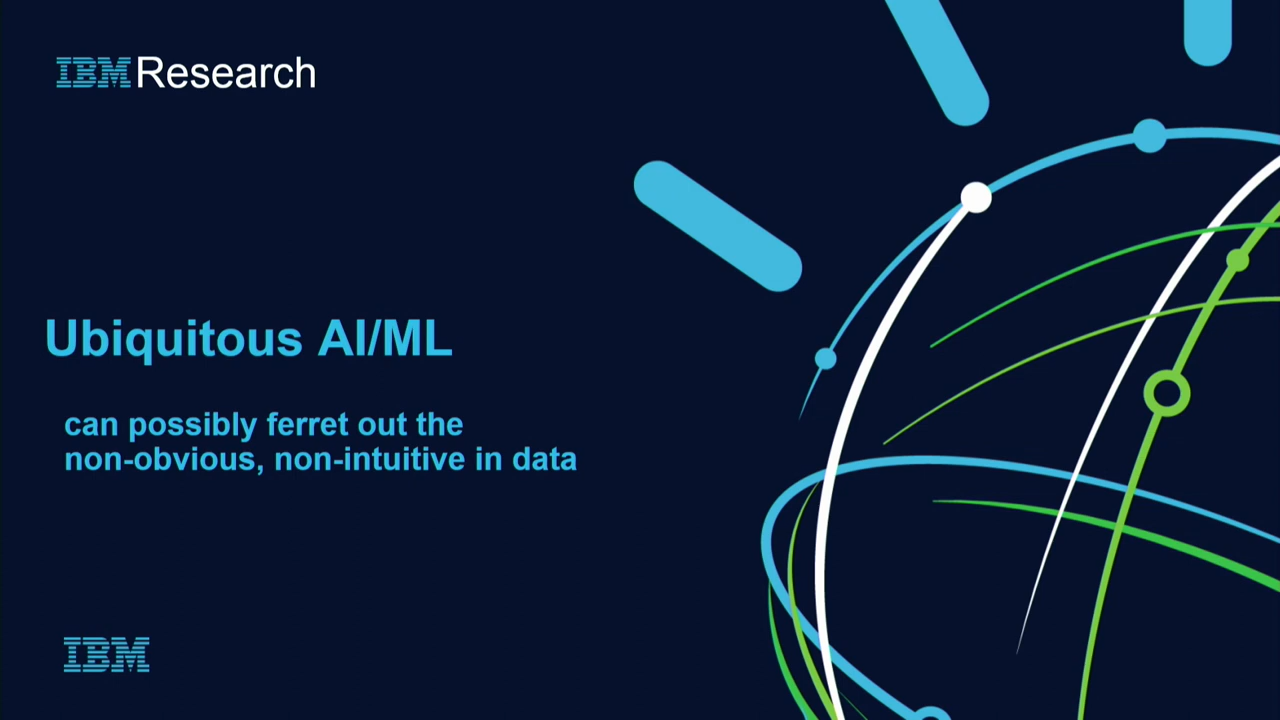 IBM Research
Ubiquitous AI/ML
can possibly ferret out the
non-obvious, non-intuitive in data
IBM